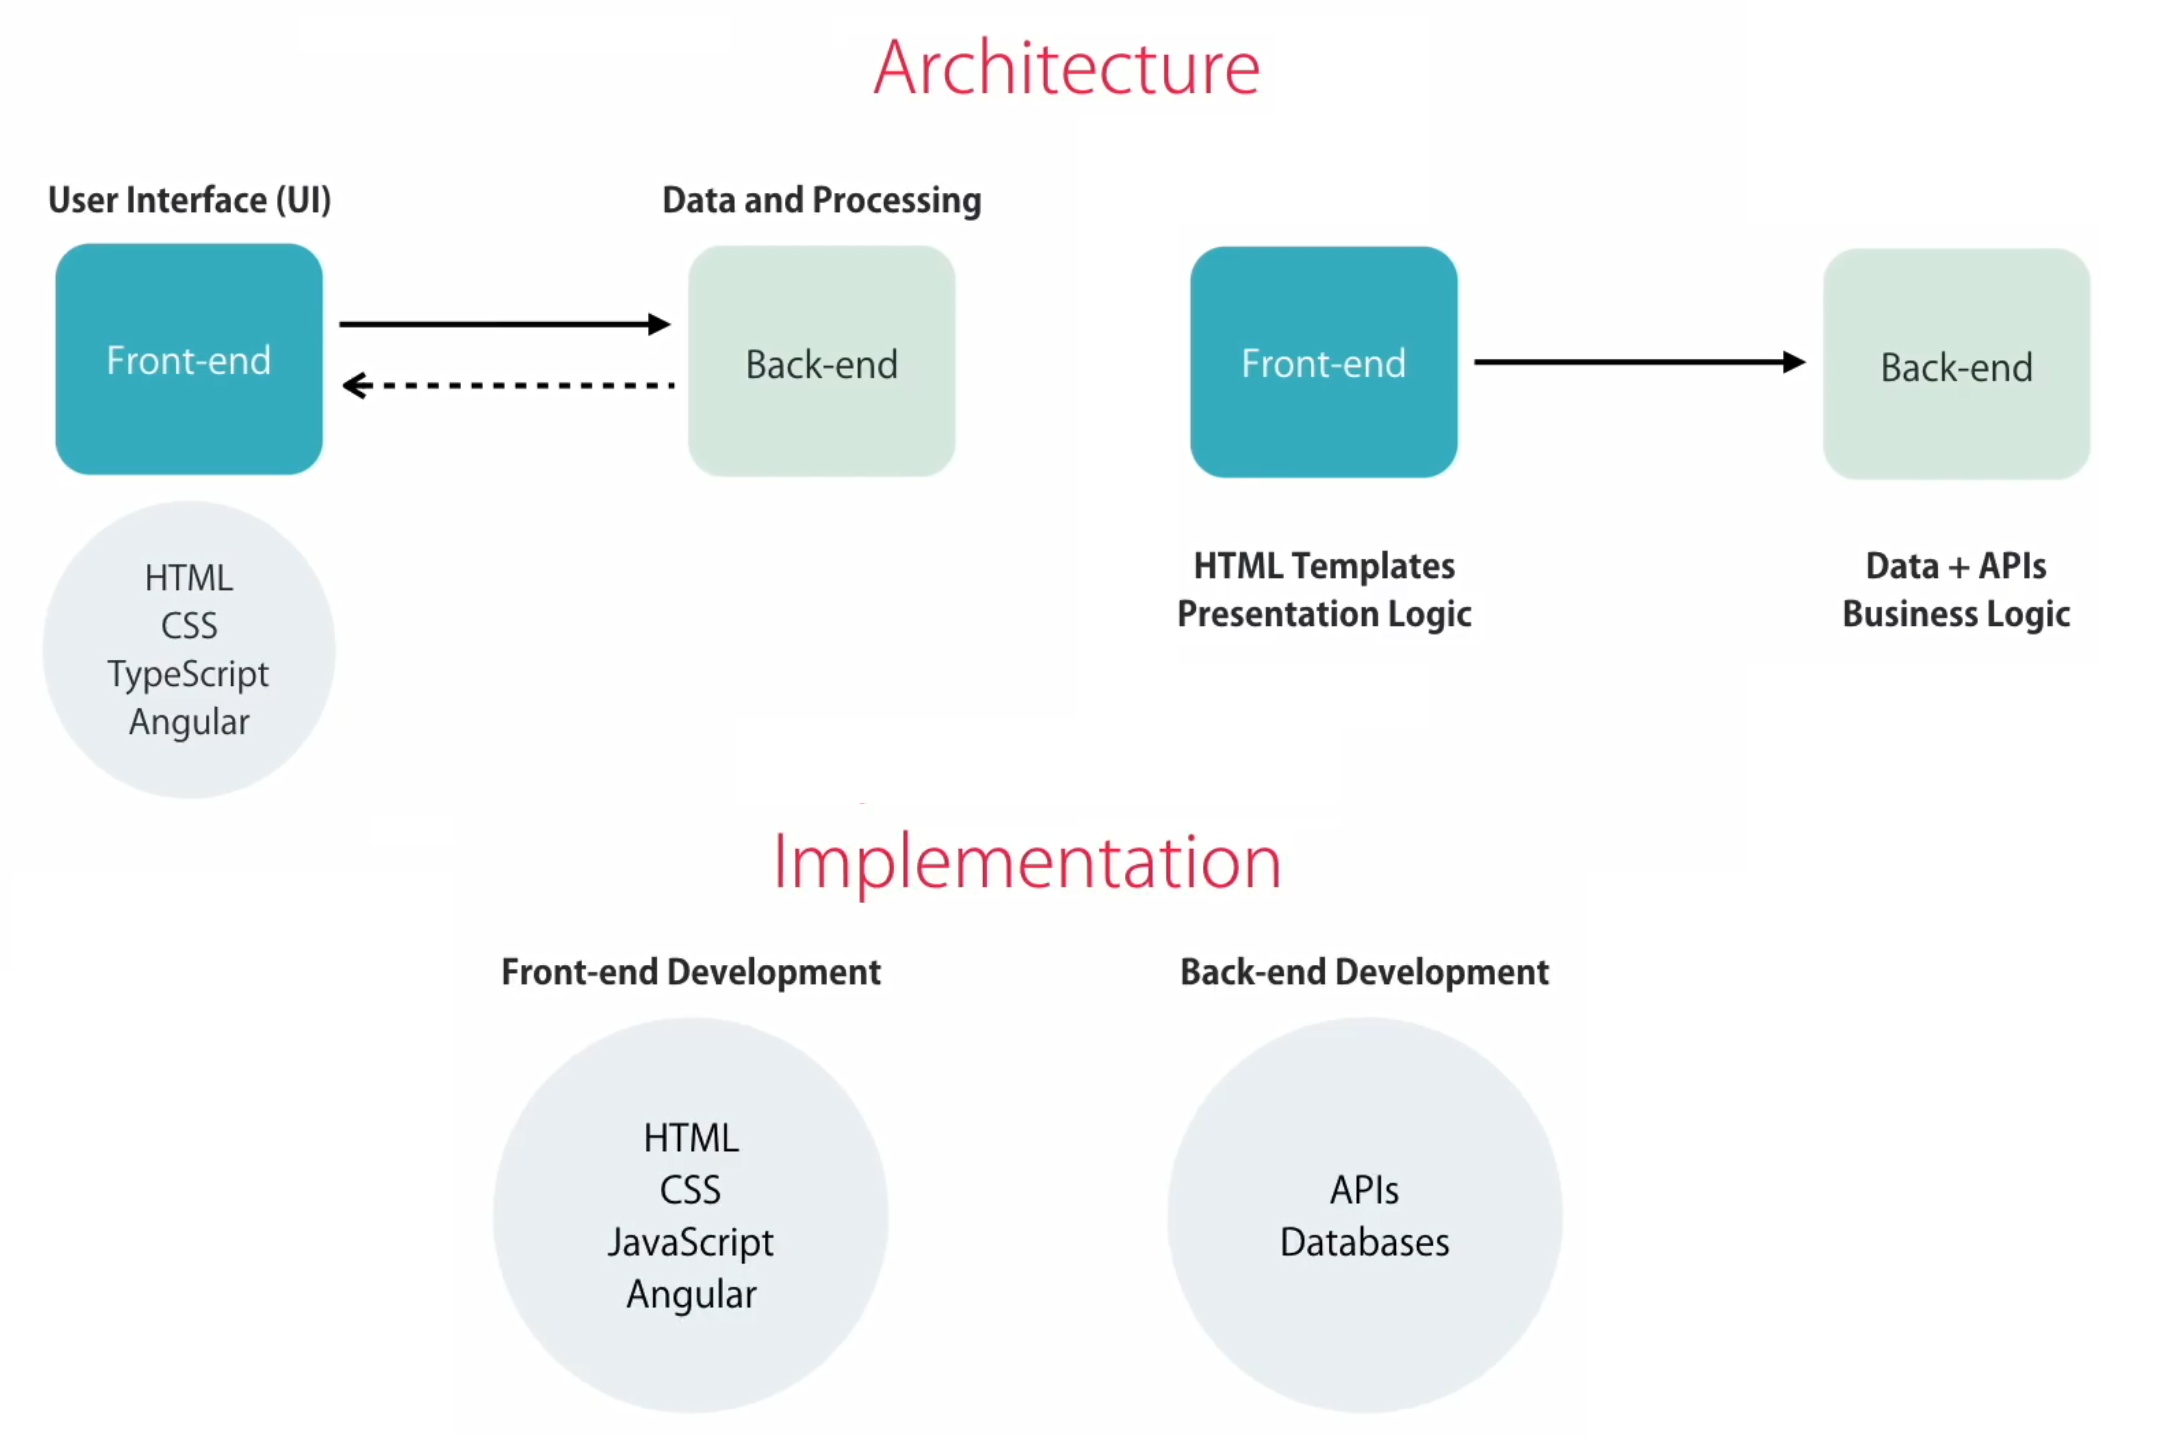 Architecture
User Interface (UI)
Data and Processing
Front-end
Back-end
HTML
CSS
TypeScript
Angular
Front-end
Back-end
HTML Templates
Presentation Logic
Data + APIs
Business Logic
Implementation
Front-end Development
HTML
CSS
JavaScript
Angular
Back-end Development
APIs
Databases